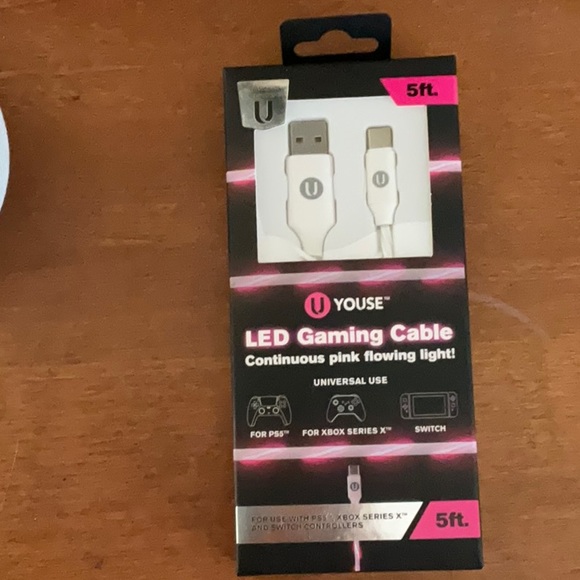 5ft.
U
U
U
U YOUSE™
LED Gaming Cable
Continuous pink flowing light!
UNIVERSAL USE
FOR PS5™
FOR XBOX SERIES X™
SWITCH
U
FOR USE WITH PS5™, XBOX SERIES X™
AND SWITCH CONTROLLERS
5ft.